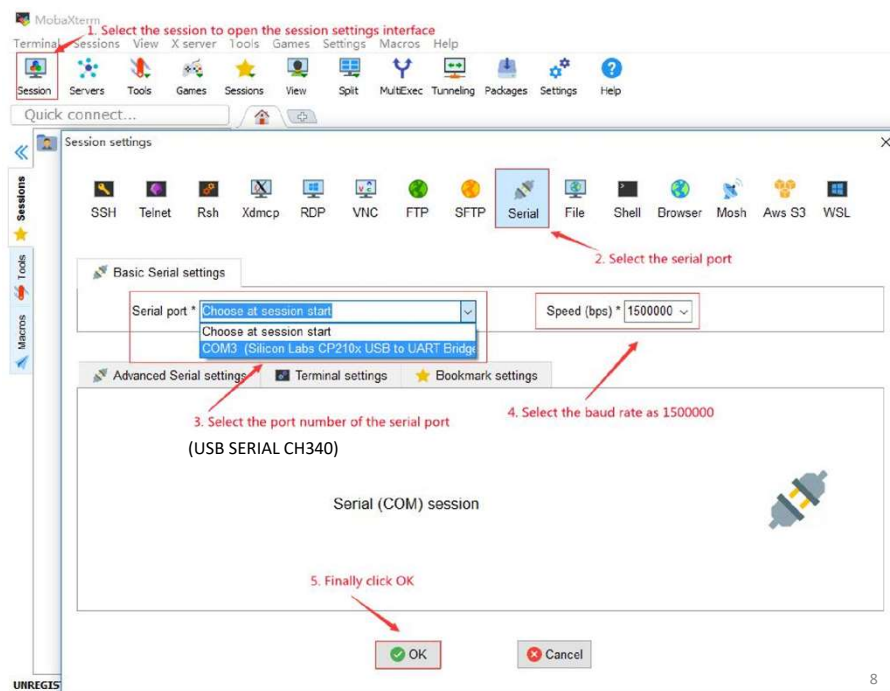 MobaXterm
1. Select the session to open the session settings interface
Terminal Sessions View X server Tools Games Settings Macros Help
Session Servers Tools Games Sessions View Split MultiExec Tunneling Packages Settings Help
Quick connect...
Session settings
Sessions
Tools
Macros
SSH Telnet Rsh Xdmcp RDP VNC FTP SFTP Serial File Shell Browser Mosh Aws S3 WSL
2. Select the serial port
Basic Serial settings
Serial port * Choose at session start Speed (bps) * 1500000
Choose at session start
COM3 (Silicon Labs CP210x USB to UART Bridge
Advanced Serial settings Terminal settings Bookmark settings
3. Select the port number of the serial port
4. Select the baud rate as 1500000
(USB SERIAL CH340)
Serial (COM) session
5. Finally click OK
OK Cancel
UNREGIS
8